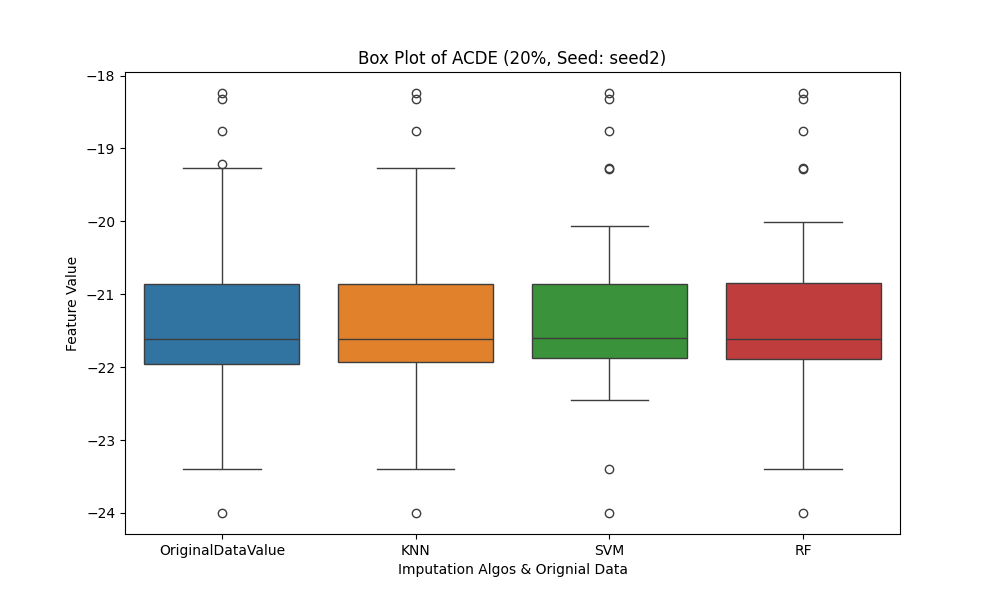 Box Plot of ACDE (20%, Seed: seed2)
−18
−19
−20
−21
−22
−23
−24
Feature Value
OriginalDataValue KNN SVM RF
Imputation Algos & Orignial Data